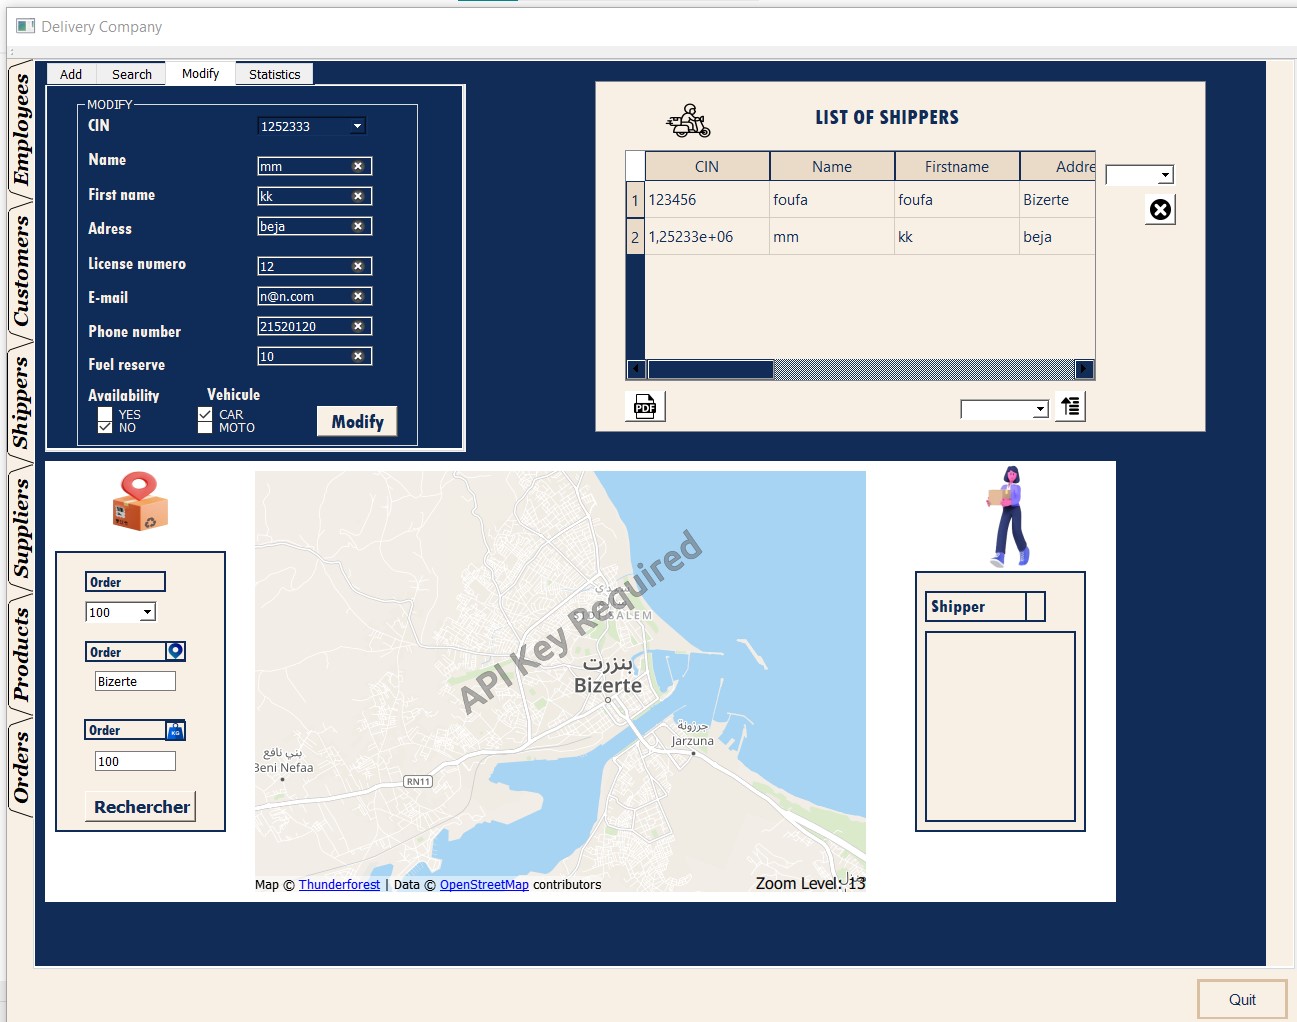 Delivery Company
Employees
Customers
Shippers
Suppliers
Products
Orders
Add Search Modify Statistics
MODIFY
CIN 1252333
Name mm
First name kk
Adress beja
License numero 12
E-mail n@n.com
Phone number 21520120
Fuel reserve 10
Availability Vehicule
YES CAR
NO MOTO
Modify
LIST OF SHIPPERS
CIN Name Firstname Addre
1 123456 foufa foufa Bizerte
2 1,25233e+06 mm kk beja
PDF
Order
100
Order
Bizerte
Order KG
100
Rechercher
API Key Required
سيدي سالم
SIDI SALEM
بنزرت
Bizerte
جرزونة
Jarzuna
بني نافع
Beni Nefaa
RN11
Map © Thunderforest | Data © OpenStreetMap contributors
Zoom Level: 13
Shipper
Quit